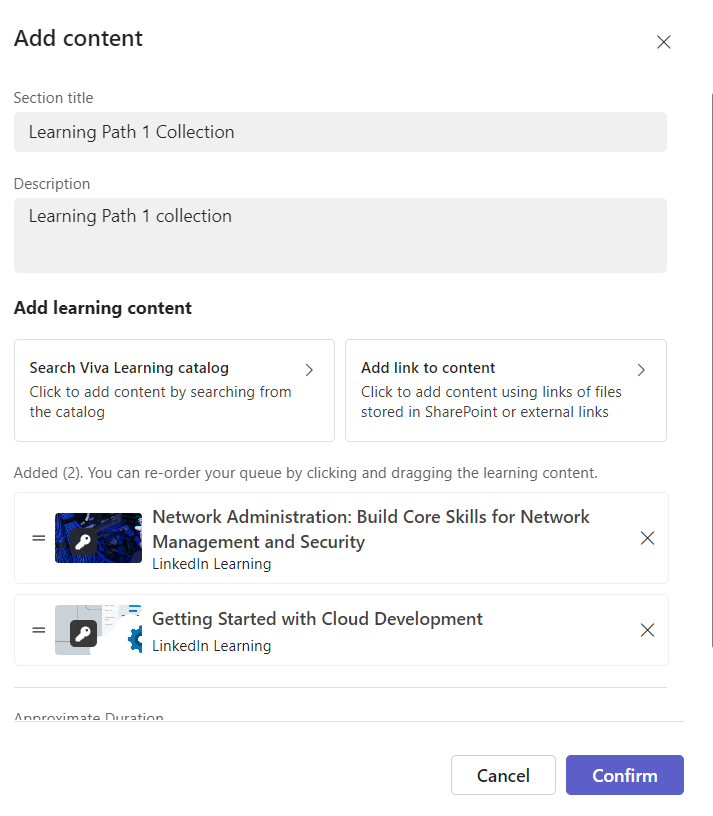 Add content
Section title
Learning Path 1 Collection
Description
Learning Path 1 collection
Add learning content
Search Viva Learning catalog
Click to add content by searching from
the catalog
Add link to content
Click to add content using links of files
stored in SharePoint or external links
Added (2). You can re-order your queue by clicking and dragging the learning content.
Network Administration: Build Core Skills for Network
Management and Security
LinkedIn Learning
Getting Started with Cloud Development
LinkedIn Learning
Approximate Duration
Cancel
Confirm